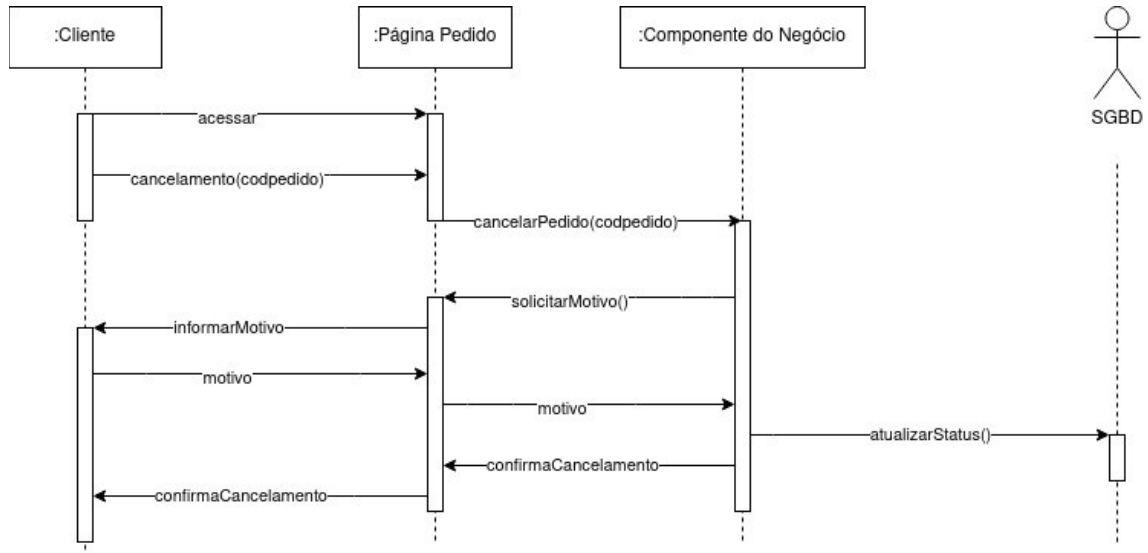 :Cliente
:Página Pedido
:Componente do Negócio
SGBD
acessar
cancelamento(codpedido)
cancelarPedido(codpedido)
solicitarMotivo()
informarMotivo
motivo
motivo
atualizarStatus()
confirmaCancelamento
confirmaCancelamento